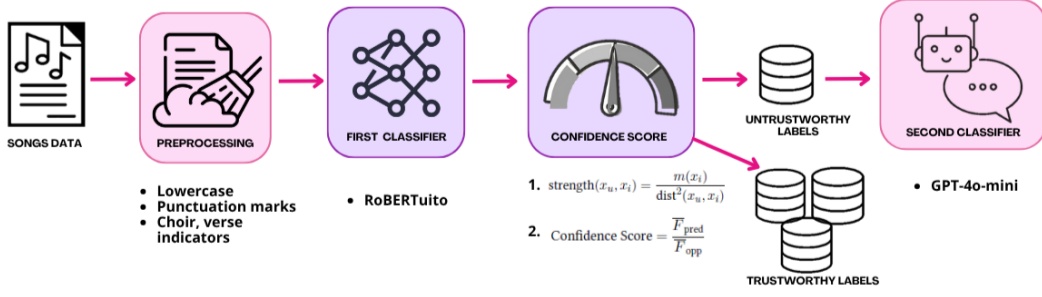 SONGS DATA
PREPROCESSING
• Lowercase
• Punctuation marks
• Choir, verse
indicators
FIRST CLASSIFIER
• RoBERTuito
CONFIDENCE SCORE
1. strength(x_u, x_i) = m(x_i) / dist²(x_u, x_i)
2. Confidence Score = F̅_pred / F̅_opp
UNTRUSTWORTHY
LABELS
TRUSTWORTHY LABELS
SECOND CLASSIFIER
• GPT-4o-mini